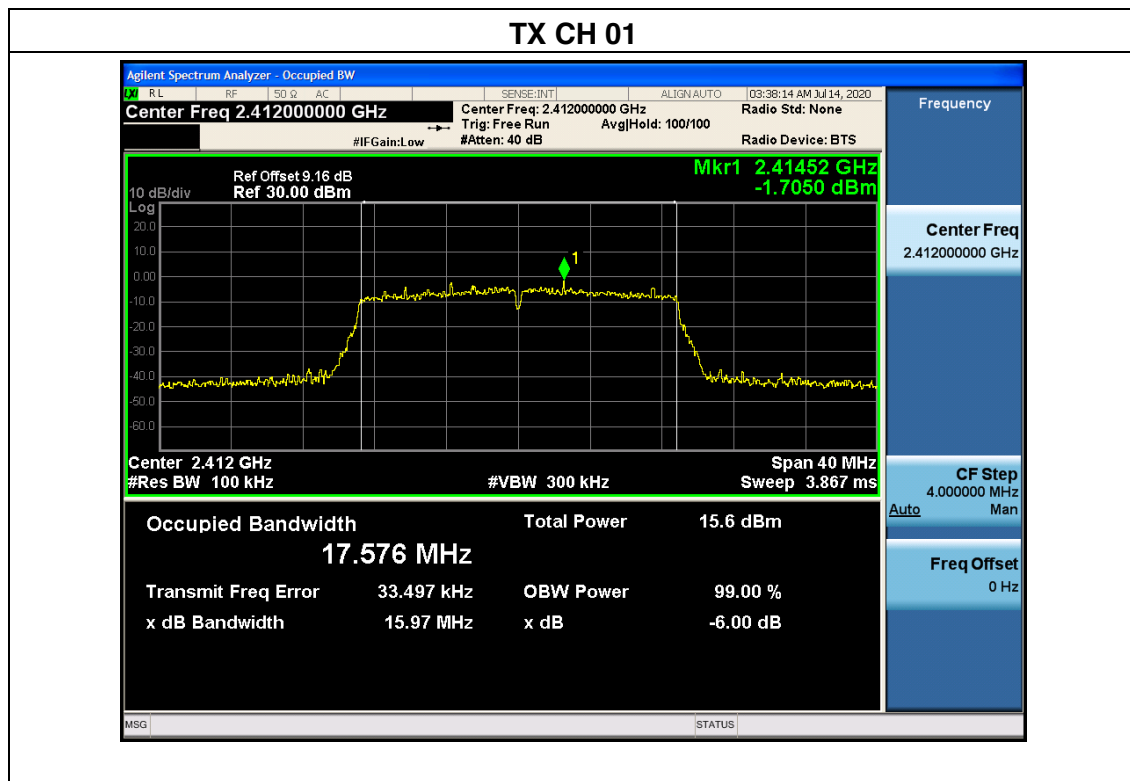 TX CH 01
Agilent Spectrum Analyzer - Occupied BW
LXI RL RF 50 Ω AC SENSE:INT ALIGN AUTO 03:38:14 AM Jul 14, 2020
Center Freq 2.412000000 GHz
Center Freq: 2.412000000 GHz
Radio Std: None
Trig: Free Run Avg|Hold: 100/100
#IFGain:Low #Atten: 40 dB Radio Device: BTS
Frequency
Mkr1 2.41452 GHz
-1.7050 dBm
Ref Offset 9.16 dB
10 dB/div Ref 30.00 dBm
Log
20.0
10.0
0.00
-10.0
-20.0
-30.0
-40.0
-50.0
-60.0
1
Center Freq
2.412000000 GHz
Center 2.412 GHz Span 40 MHz
#Res BW 100 kHz #VBW 300 kHz Sweep 3.867 ms
CF Step
4.000000 MHz
Auto Man
Occupied Bandwidth Total Power 15.6 dBm
17.576 MHz
Freq Offset
0 Hz
Transmit Freq Error 33.497 kHz OBW Power 99.00 %
x dB Bandwidth 15.97 MHz x dB -6.00 dB
MSG STATUS